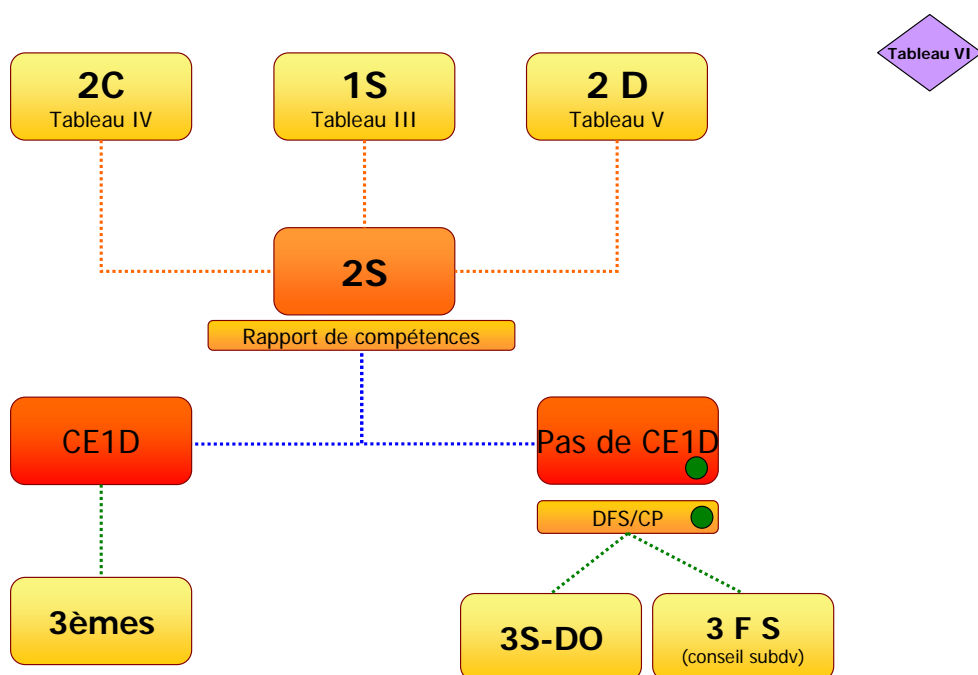 Tableau VI
2C
Tableau IV
1S
Tableau III
2 D
Tableau V
2S
Rapport de compétences
CE1D
Pas de CE1D
DFS/CP
3èmes
3S-DO
3 F S
(conseil subdv)